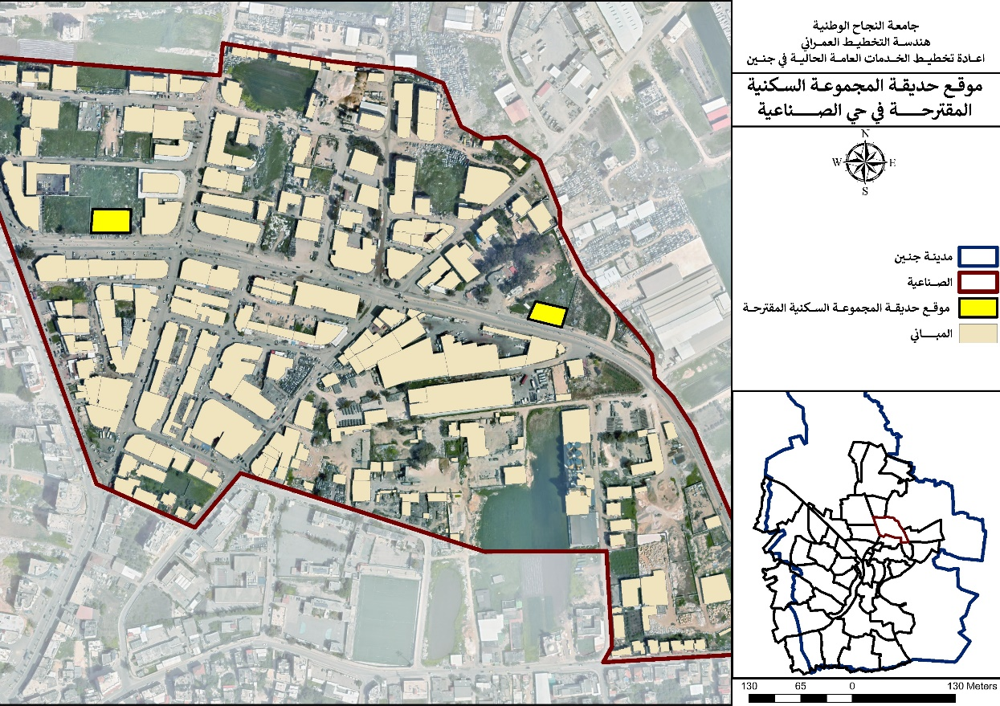 جامعة النجاح الوطنية
هندسة التخطيط العمراني
اعادة تخطيط الخدمات العامة الحالية في جنين
موقع حديقة المجموعة السكنية
المقترحة في حي الصناعية
N
W E
S
مدينة جنين
الصناعية
موقع حديقة المجموعة السكنية المقترحة
المباني
130 65 0 130 Meters